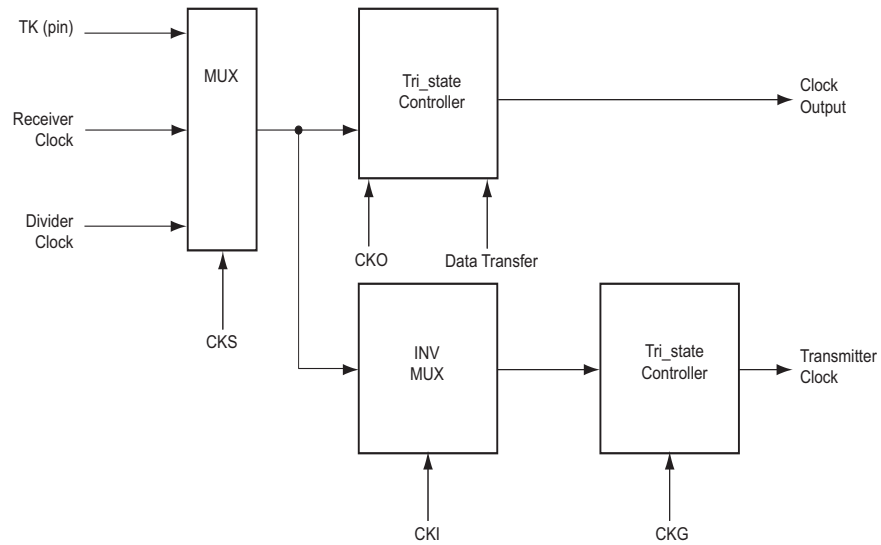 TK (pin)
MUX
Tri_state
Controller
Clock
Output
Receiver
Clock
Divider
Clock
CKO
Data Transfer
CKS
INV
MUX
Tri_state
Controller
Transmitter
Clock
CKI
CKG